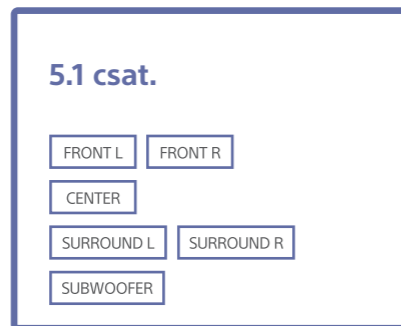 5.1 csat.
FRONT L FRONT R
CENTER
SURROUND L SURROUND R
SUBWOOFER